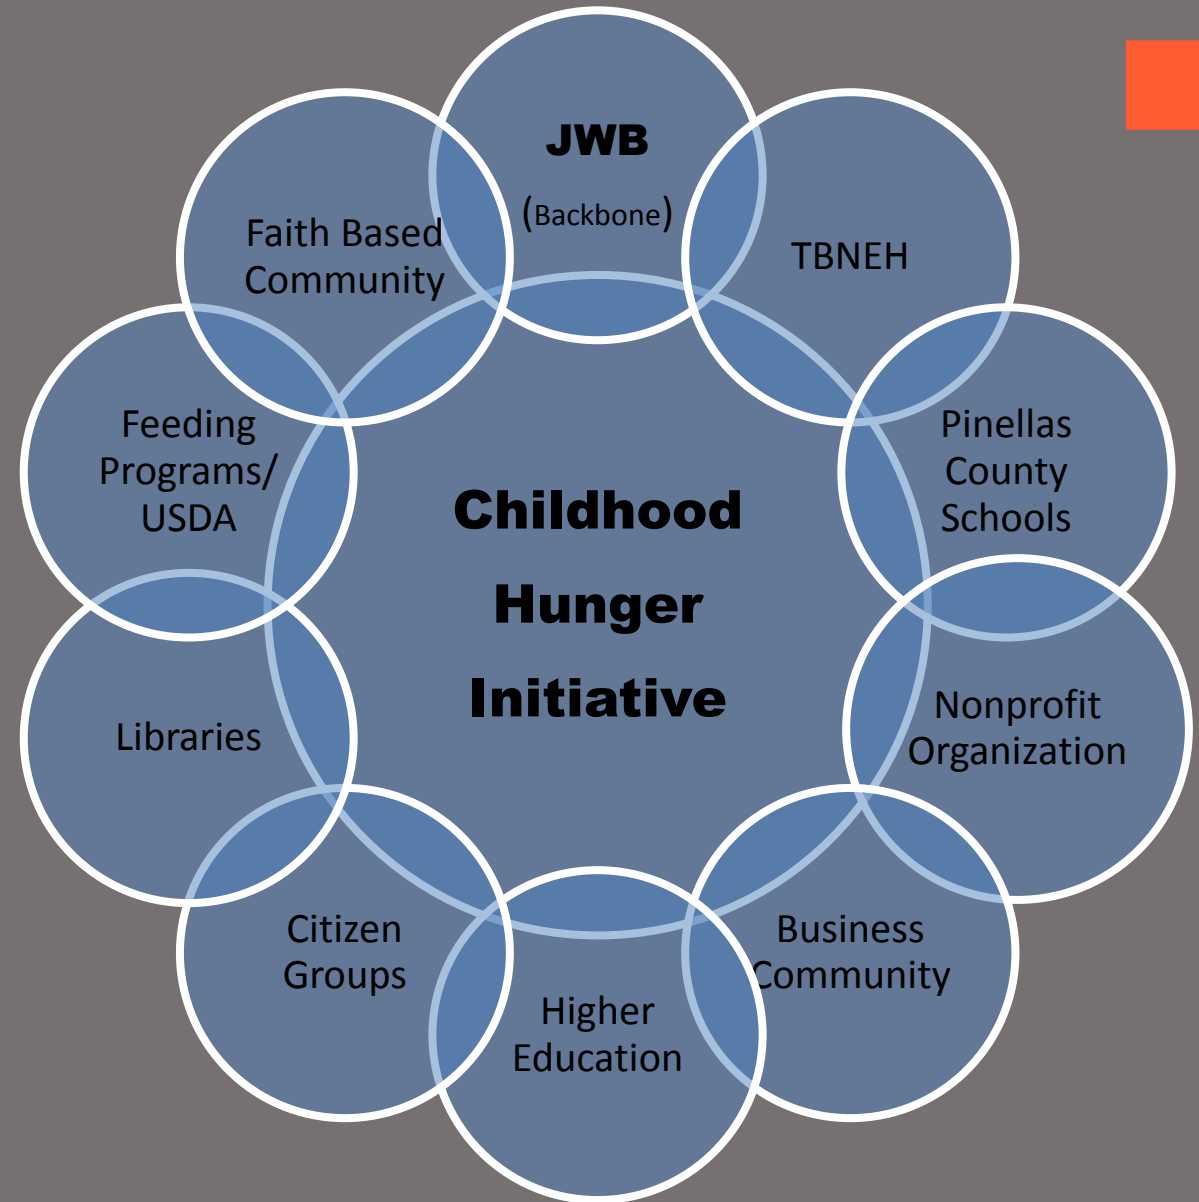 JWB
(Backbone)
TBNEH
Pinellas
County
Schools
Nonprofit
Organization
Business
Community
Higher
Education
Citizen
Groups
Libraries
Feeding
Programs/
USDA
Faith Based
Community
Childhood
Hunger
Initiative